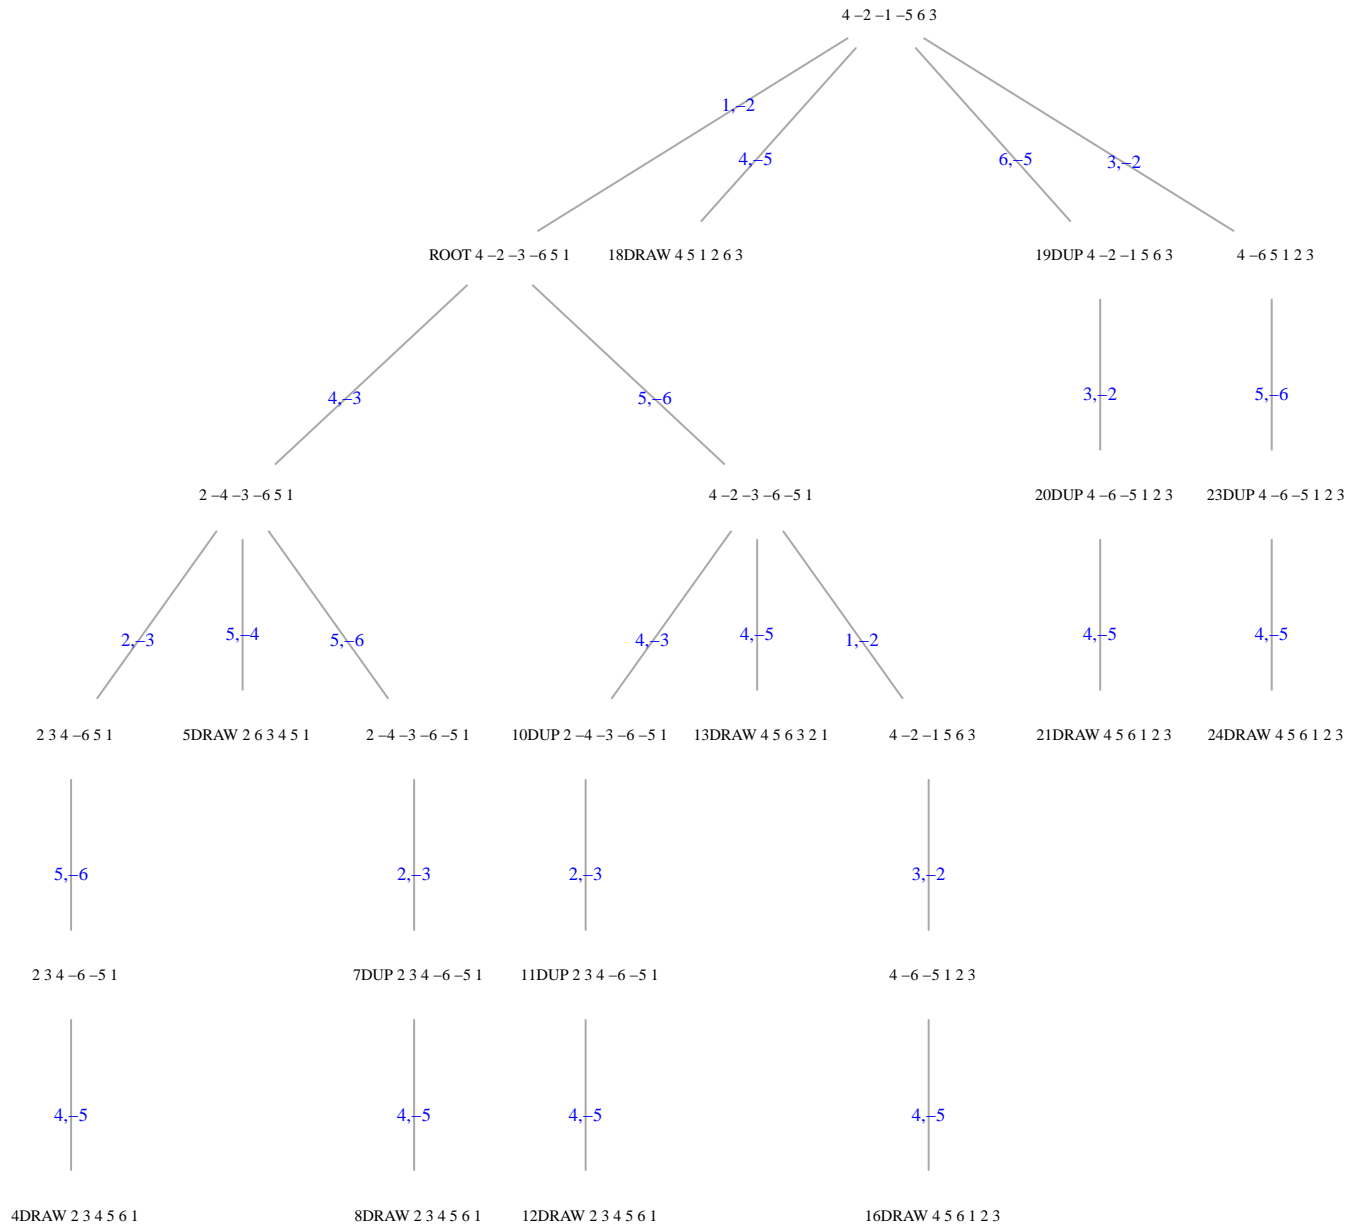 4 –2 –1 –5 6 3
1,–2
4,–5
6,–5
3,–2
ROOT 4 –2 –3 –6 5 1
18DRAW 4 5 1 2 6 3
19DUP 4 –2 –1 5 6 3
4 –6 5 1 2 3
4,–3
5,–6
3,–2
5,–6
2 –4 –3 –6 5 1
4 –2 –3 –6 –5 1
20DUP 4 –6 –5 1 2 3
23DUP 4 –6 –5 1 2 3
2,–3
5,–4
5,–6
4,–3
4,–5
1,–2
4,–5
4,–5
2 3 4 –6 5 1
5DRAW 2 6 3 4 5 1
2 –4 –3 –6 –5 1
10DUP 2 –4 –3 –6 –5 1
13DRAW 4 5 6 3 2 1
4 –2 –1 5 6 3
21DRAW 4 5 6 1 2 3
24DRAW 4 5 6 1 2 3
5,–6
2,–3
2,–3
3,–2
2 3 4 –6 –5 1
7DUP 2 3 4 –6 –5 1
11DUP 2 3 4 –6 –5 1
4 –6 –5 1 2 3
4,–5
4,–5
4,–5
4,–5
4DRAW 2 3 4 5 6 1
8DRAW 2 3 4 5 6 1
12DRAW 2 3 4 5 6 1
16DRAW 4 5 6 1 2 3